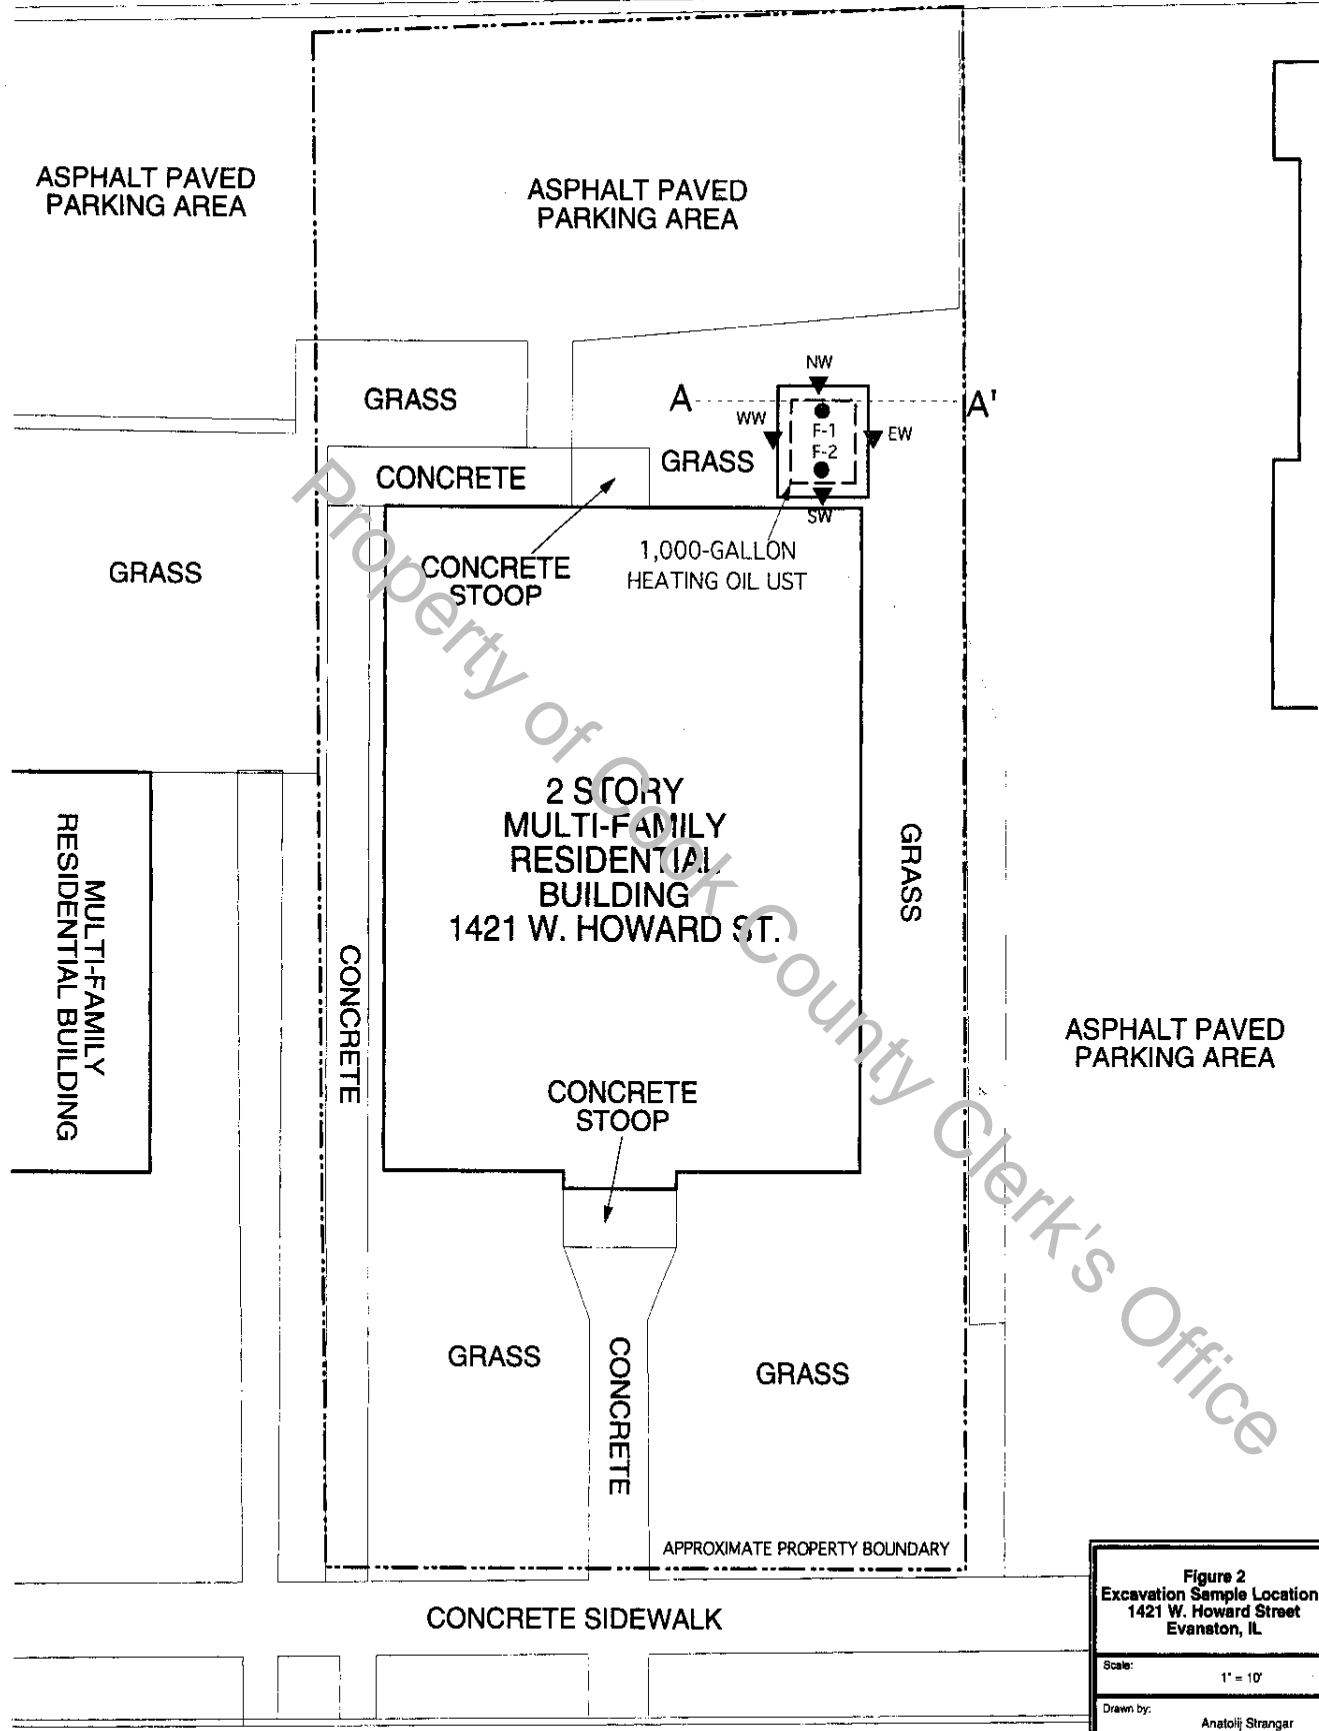 ASPHALT PAVED
PARKING AREA
ASPHALT PAVED
PARKING AREA
NW
GRASS
A
A'
WW
F-1
EW
F-2
GRASS
CONCRETE
SW
1,000-GALLON
HEATING OIL UST
CONCRETE
STOOP
GRASS
2 STORY
MULTI-FAMILY
RESIDENTIAL
BUILDING
1421 W. HOWARD ST.
GRASS
MULTI-FAMILY
RESIDENTIAL BUILDING
CONCRETE
ASPHALT PAVED
PARKING AREA
CONCRETE
STOOP
GRASS
CONCRETE
GRASS
APPROXIMATE PROPERTY BOUNDARY
CONCRETE SIDEWALK
Figure 2
Excavation Sample Location
1421 W. Howard Street
Evanston, IL
Scale:
1" = 10'
Drawn by:
Anatolij Strangar
Property of Cook County Clerk's Office